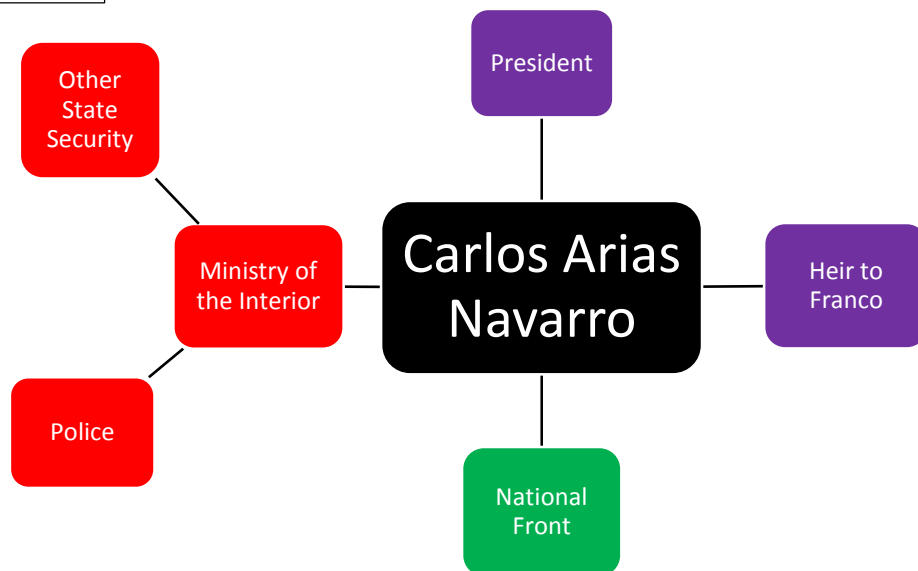 President
Other
State
Security
Carlos Arias
Navarro
Ministry of
the Interior
Heir to
Franco
Police
National
Front